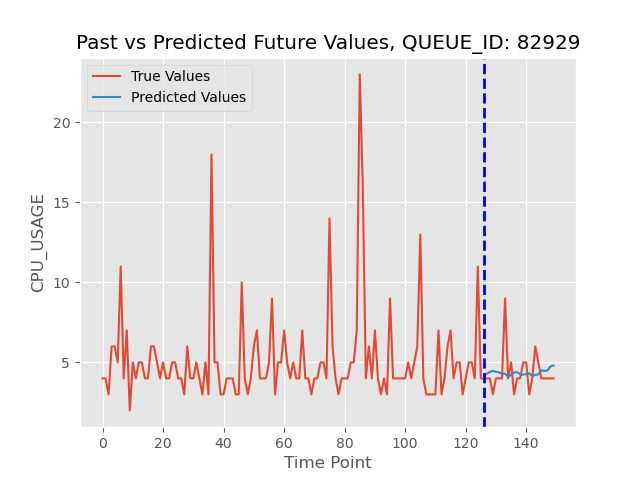 Past vs Predicted Future Values, QUEUE_ID: 82929
True Values
Predicted Values
CPU_USAGE
20
15
10
5
0 20 40 60 80 100 120 140
Time Point